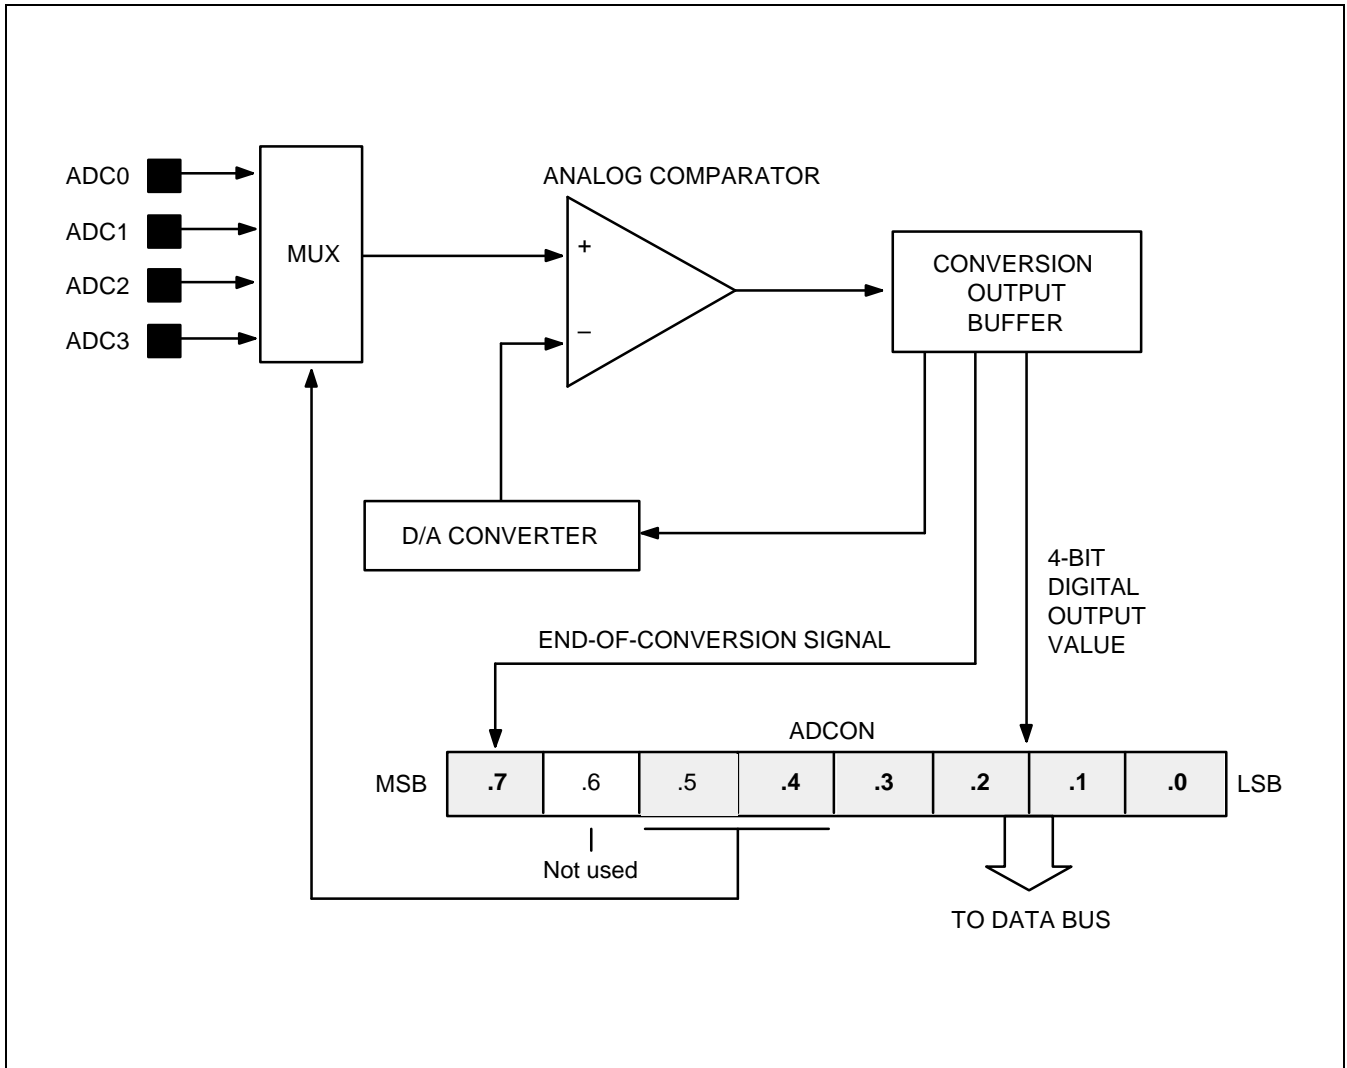 ADC0
ADC1
ADC2
ADC3
MUX
ANALOG COMPARATOR
+
–
CONVERSION
OUTPUT
BUFFER
D/A CONVERTER
4-BIT
DIGITAL
OUTPUT
VALUE
END-OF-CONVERSION SIGNAL
ADCON
MSB .7 .6 .5 .4 .3 .2 .1 .0 LSB
Not used
TO DATA BUS